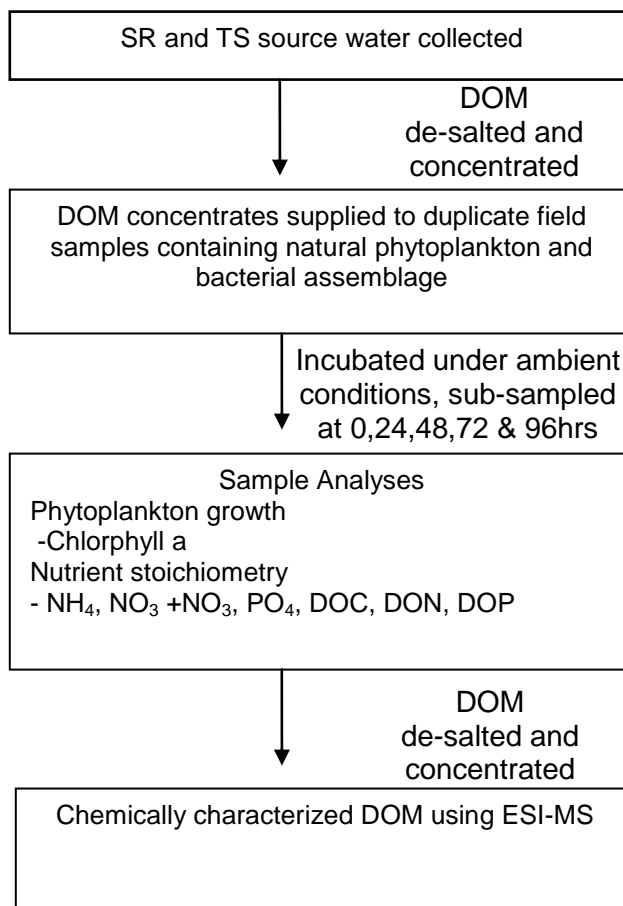 SR and TS source water collected
DOM
de-salted and
concentrated
DOM concentrates supplied to duplicate field
samples containing natural phytoplankton and
bacterial assemblage
Incubated under ambient
conditions, sub-sampled
at 0,24,48,72 & 96hrs
Sample Analyses
Phytoplankton growth
-Chlorphyll a
Nutrient stoichiometry
- NH₄, NO₃ +NO₃, PO₄, DOC, DON, DOP
DOM
de-salted and
concentrated
Chemically characterized DOM using ESI-MS